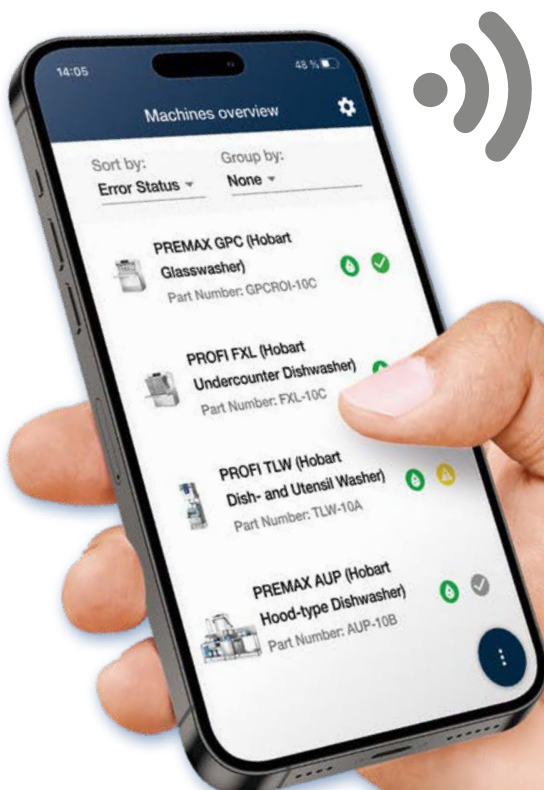 14:05
48 %
Machines overview
Sort by:
Group by:
Error Status
None
PREMAX GPC (Hobart
Glasswasher)
Part Number: GPCROI-10C
PROFI FXL (Hobart
Undercounter Dishwasher)
Part Number: FXL-10C
PROFI TLW (Hobart
Dish- and Utensil Washer)
Part Number: TLW-10A
PREMAX AUP (Hobart
Hood-type Dishwasher)
Part Number: AUP-10B